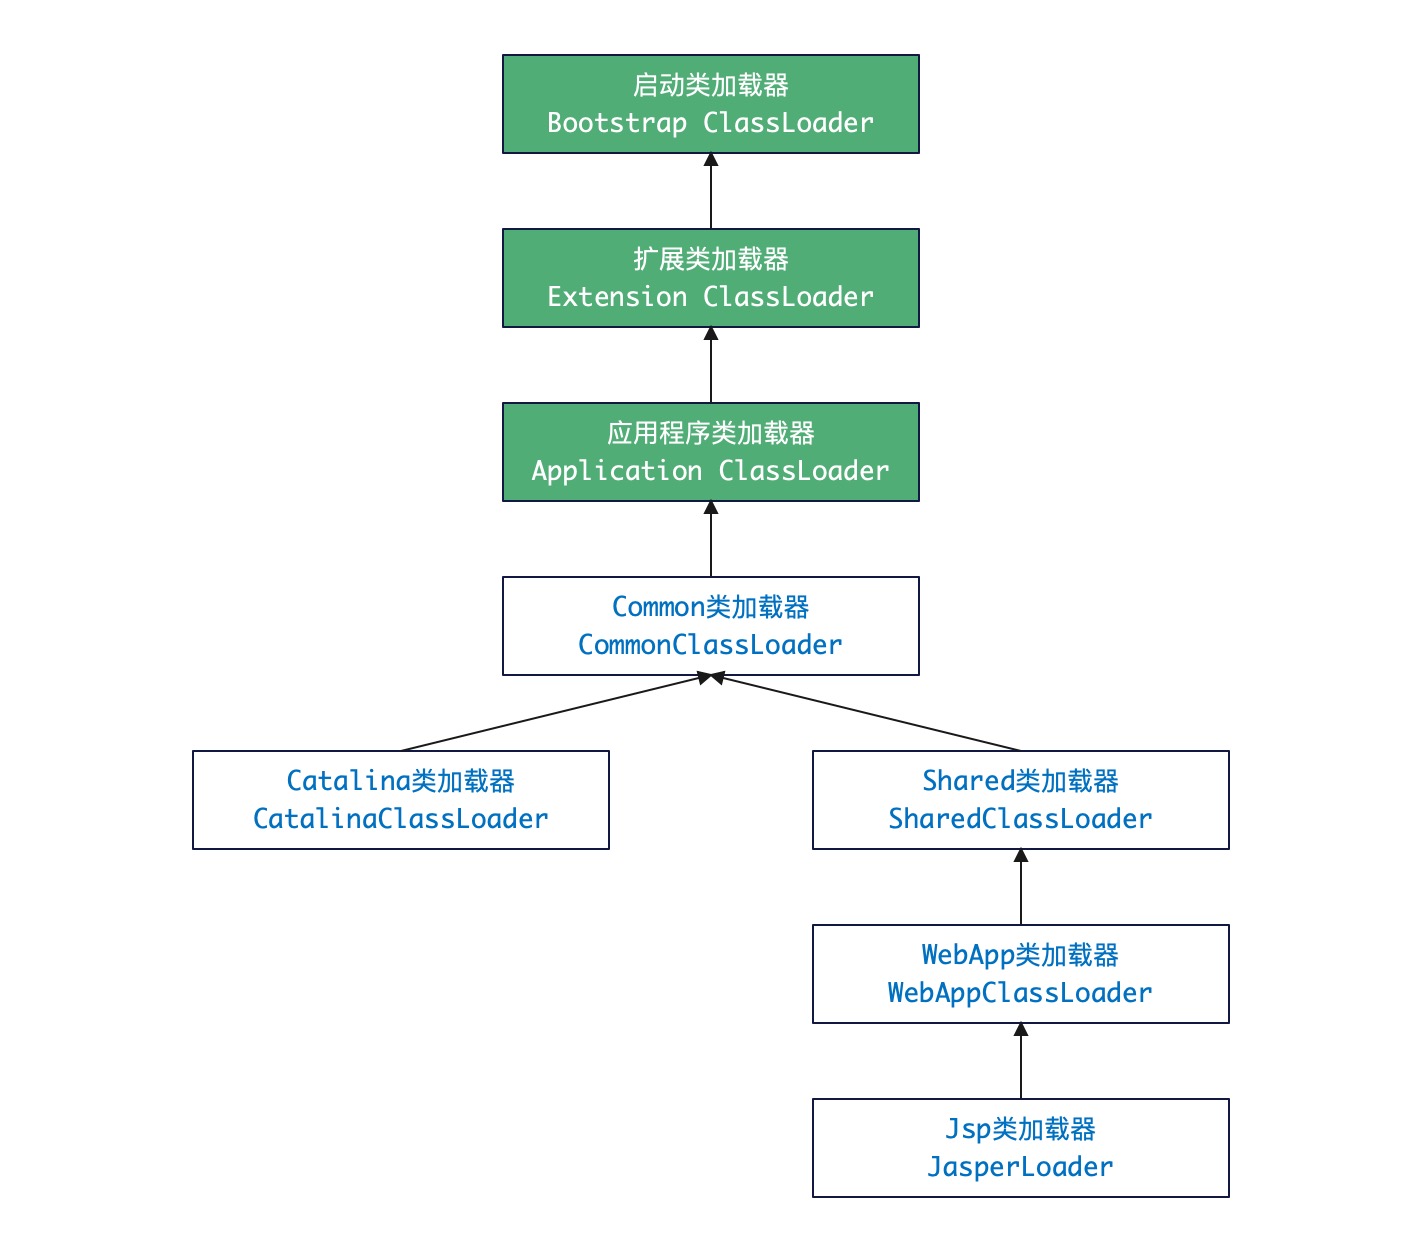 启动类加载器
Bootstrap ClassLoader
扩展类加载器
Extension ClassLoader
应用程序类加载器
Application ClassLoader
Common类加载器
CommonClassLoader
Catalina类加载器
CatalinaClassLoader
Shared类加载器
SharedClassLoader
WebApp类加载器
WebAppClassLoader
Jsp类加载器
JasperLoader